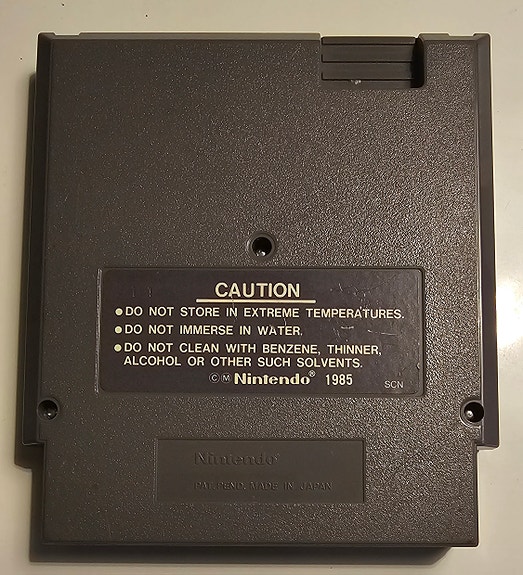 CAUTION
● DO NOT STORE IN EXTREME TEMPERATURES.
● DO NOT IMMERSE IN WATER.
● DO NOT CLEAN WITH BENZENE, THINNER,
ALCOHOL OR OTHER SUCH SOLVENTS.
Ⓒ Ⓜ Nintendo® 1985 SCN
Nintendo®
PAT. PEND. MADE IN JAPAN